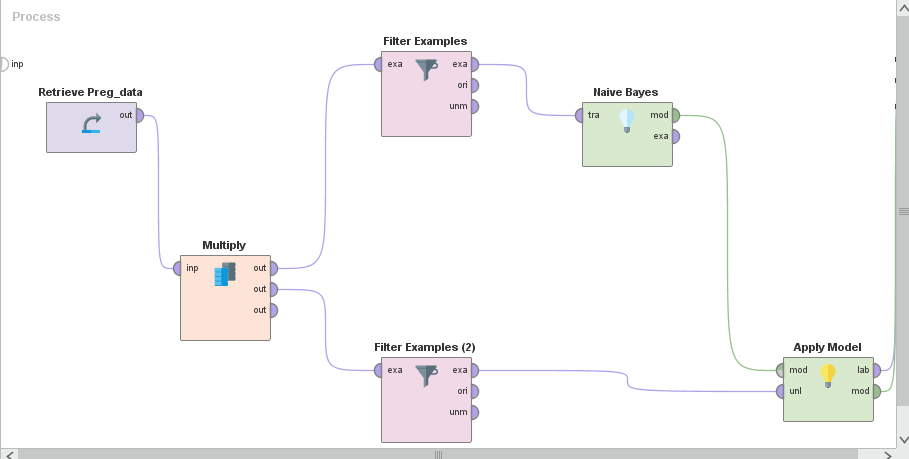 Process
inp
Filter Examples
exa exa
ori
unm
Retrieve Preg_data
out
Naive Bayes
tra mod
exa
Multiply
inp out
out
out
Filter Examples (2)
exa exa
ori
unm
Apply Model
mod lab
unl mod